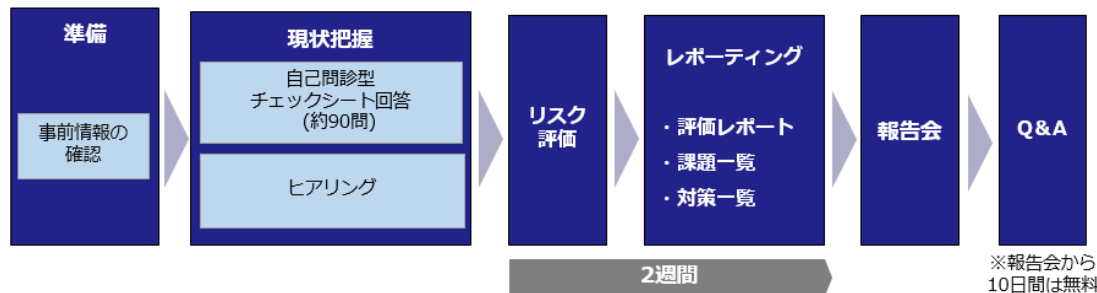 準備
事前情報の
確認
現状把握
自己問診型
チェックシート回答
(約90問)
ヒアリング
リスク
評価
レポーティング
・評価レポート
・課題一覧
・対策一覧
報告会
Q&A
2週間
※報告会から
10日間は無料